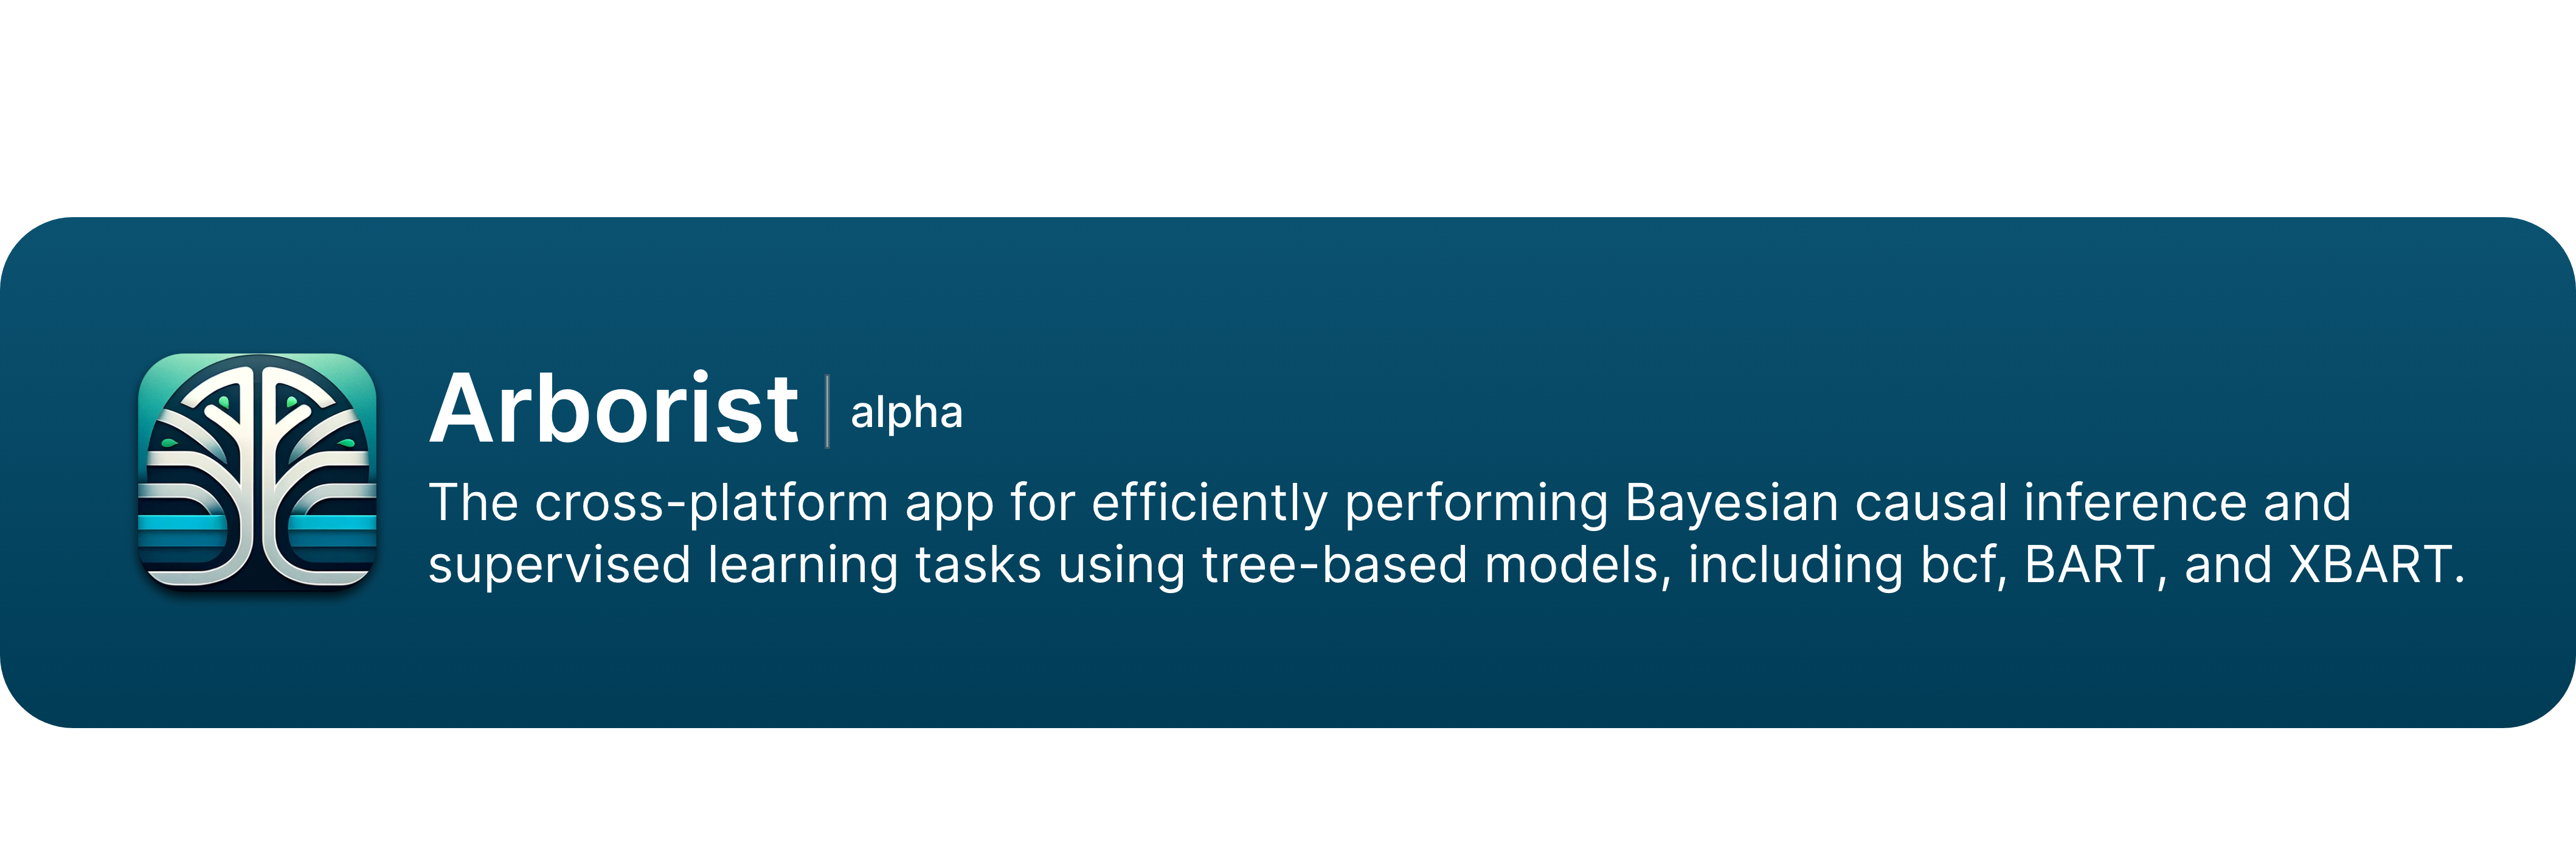 Arborist | alpha
The cross-platform app for efficiently performing Bayesian causal inference and
supervised learning tasks using tree-based models, including bcf, BART, and XBART.